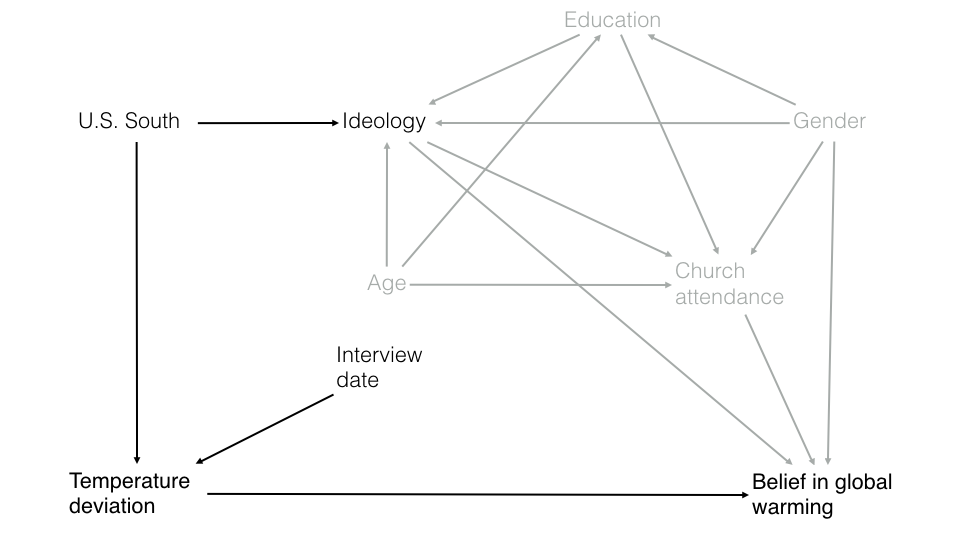 Education
U.S. South
Ideology
Gender
Age
Church
attendance
Interview
date
Temperature
deviation
Belief in global
warming